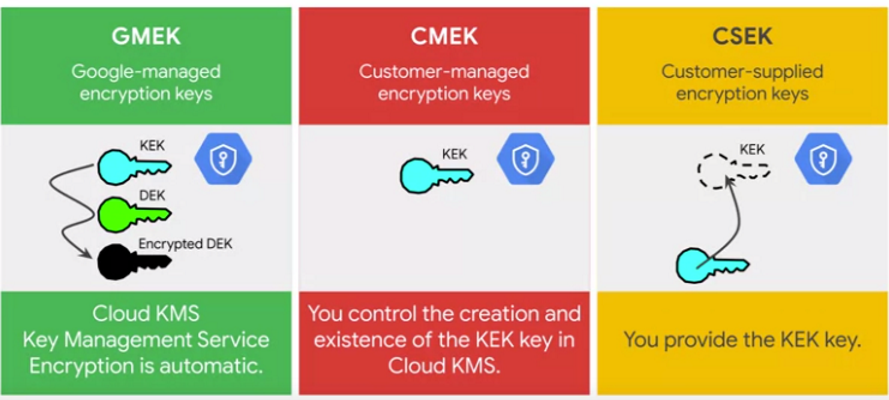 GMEK
Google-managed
encryption keys
KEK
DEK
Encrypted DEK
Cloud KMS
Key Management Service
Encryption is automatic.
CMEK
Customer-managed
encryption keys
KEK
You control the creation and
existence of the KEK key in
Cloud KMS.
CSEK
Customer-supplied
encryption keys
KEK
You provide the KEK key.